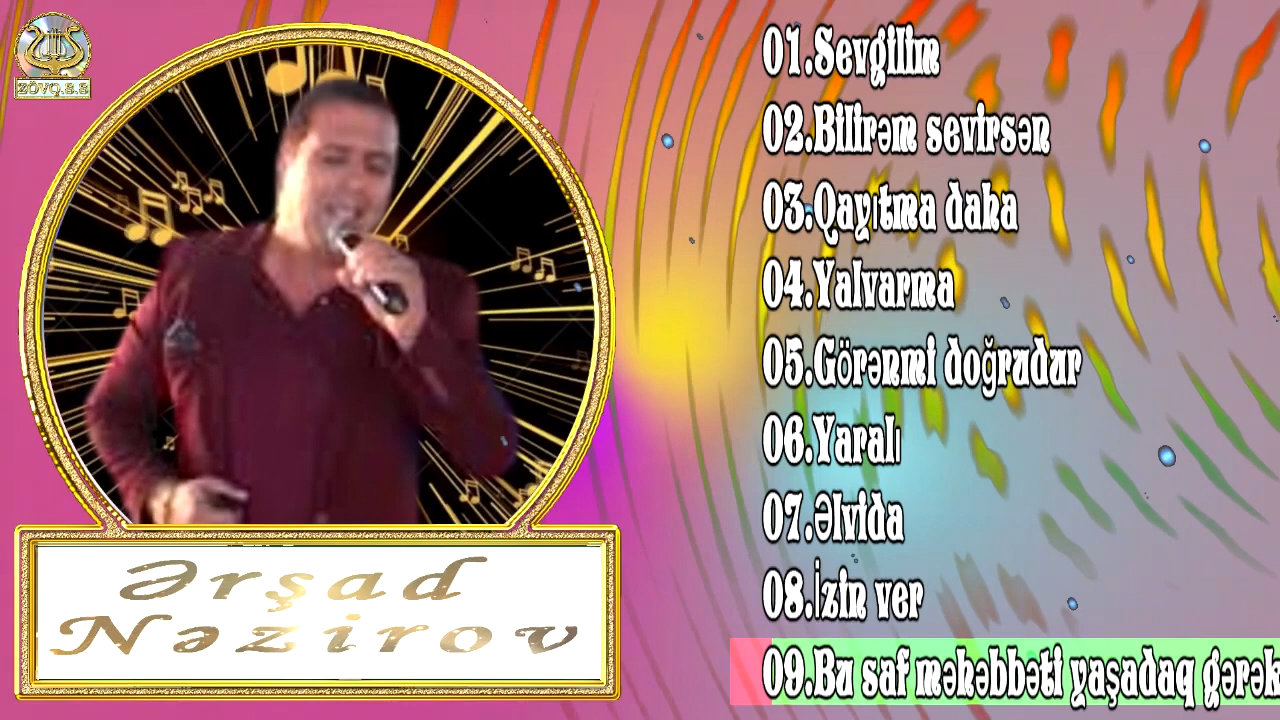 ZÖVQ.S.S
01.Sevgilim
02.Bilirəm sevirsən
03.Qayıtma daha
04.Yalvarma
05.Görənmi doğrudur
06.Yaralı
07.Əlvida
08.İzin ver
09.Bu saf məhəbbəti yaşadaq gərək
Ərşad
Nəzirov